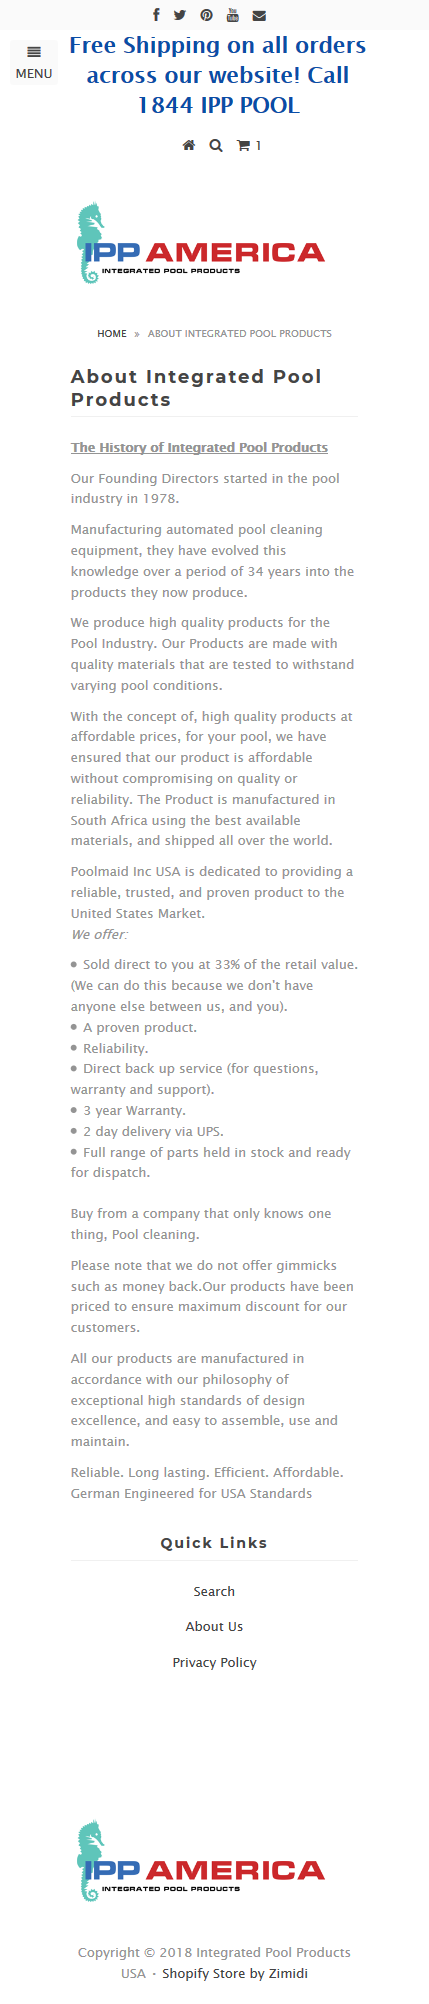 Free Shipping on all orders
across our website! Call
1844 IPP POOL
MENU
1
IPP AMERICA
INTEGRATED POOL PRODUCTS
HOME » ABOUT INTEGRATED POOL PRODUCTS
About Integrated Pool
Products
The History of Integrated Pool Products
Our Founding Directors started in the pool
industry in 1978.
Manufacturing automated pool cleaning
equipment, they have evolved this
knowledge over a period of 34 years into the
products they now produce.
We produce high quality products for the
Pool Industry. Our Products are made with
quality materials that are tested to withstand
varying pool conditions.
With the concept of, high quality products at
affordable prices, for your pool, we have
ensured that our product is affordable
without compromising on quality or
reliability. The Product is manufactured in
South Africa using the best available
materials, and shipped all over the world.
Poolmaid Inc USA is dedicated to providing a
reliable, trusted, and proven product to the
United States Market.
We offer:
● Sold direct to you at 33% of the retail value.
(We can do this because we don't have
anyone else between us, and you).
● A proven product.
● Reliability.
● Direct back up service (for questions,
warranty and support).
● 3 year Warranty.
● 2 day delivery via UPS.
● Full range of parts held in stock and ready
for dispatch.
Buy from a company that only knows one
thing, Pool cleaning.
Please note that we do not offer gimmicks
such as money back.Our products have been
priced to ensure maximum discount for our
customers.
All our products are manufactured in
accordance with our philosophy of
exceptional high standards of design
excellence, and easy to assemble, use and
maintain.
Reliable. Long lasting. Efficient. Affordable.
German Engineered for USA Standards
Quick Links
Search
About Us
Privacy Policy
IPP AMERICA
INTEGRATED POOL PRODUCTS
Copyright © 2018 Integrated Pool Products
USA · Shopify Store by Zimidi